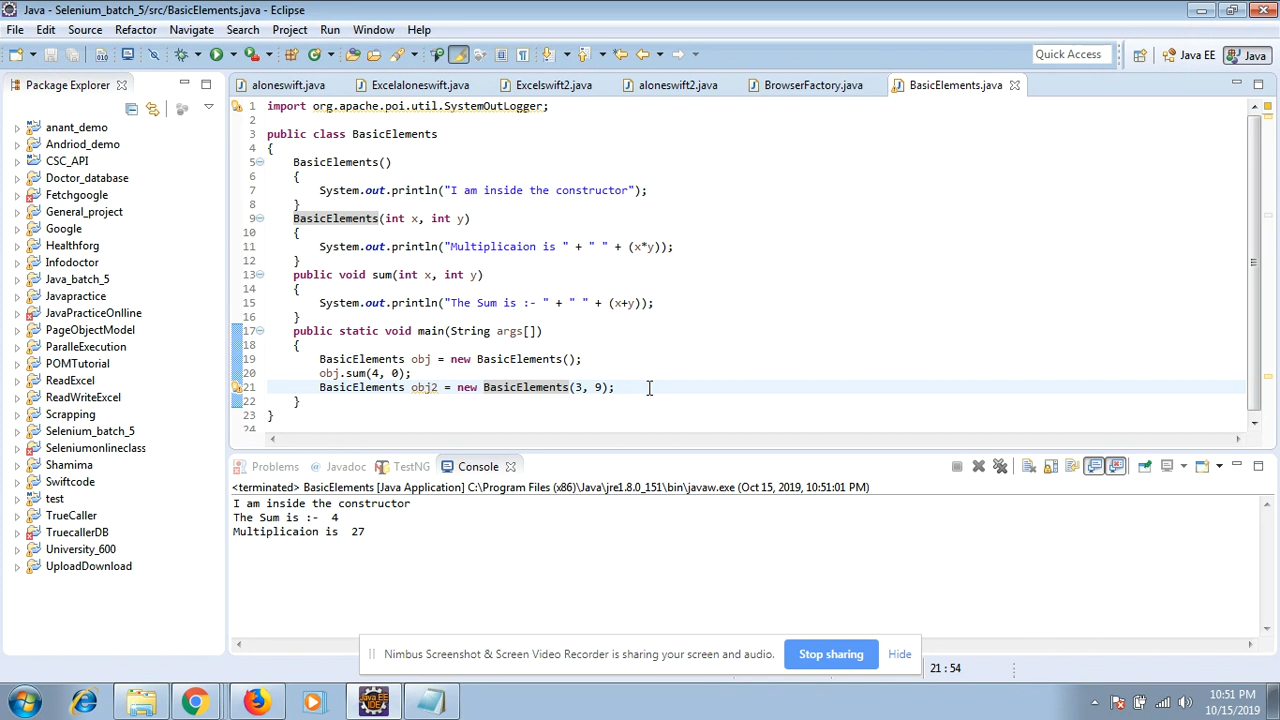 Java - Selenium_batch_5/src/BasicElements.java - Eclipse
File Edit Source Refactor Navigate Search Project Run Window Help
Quick Access Java EE Java
Package Explorer
anant_demo
Andriod_demo
CSC_API
Doctor_database
Fetchgoogle
General_project
Google
Healthforg
Infodoctor
Java_batch_5
Javapractice
JavaPracticeOnlline
PageObjectModel
ParalleExecution
POMTutorial
ReadExcel
ReadWriteExcel
Scrapping
Selenium_batch_5
Seleniumonlineclass
Shamima
Swiftcode
test
TrueCaller
TruecallerDB
University_600
UploadDownload
aloneswift.java Excelaloneswift.java Excelswift2.java aloneswift2.java BrowserFactory.java BasicElements.java
1 import org.apache.poi.util.SystemOutLogger;
2
3 public class BasicElements
4 {
5 BasicElements()
6 {
7 System.out.println("I am inside the constructor");
8 }
9 BasicElements(int x, int y)
10 {
11 System.out.println("Multiplicaion is " + " " + (x*y));
12 }
13 public void sum(int x, int y)
14 {
15 System.out.println("The Sum is :- " + " " + (x+y));
16 }
17 public static void main(String args[])
18 {
19 BasicElements obj = new BasicElements();
20 obj.sum(4, 0);
21 BasicElements obj2 = new BasicElements(3, 9);
22 }
23 }
24
Problems Javadoc TestNG Console
<terminated> BasicElements [Java Application] C:\Program Files (x86)\Java\jre1.8.0_151\bin\javaw.exe (Oct 15, 2019, 10:51:01 PM)
I am inside the constructor
The Sum is :-  4
Multiplicaion is  27
Nimbus Screenshot & Screen Video Recorder is sharing your screen and audio. Stop sharing Hide
21 : 54
10:51 PM
10/15/2019